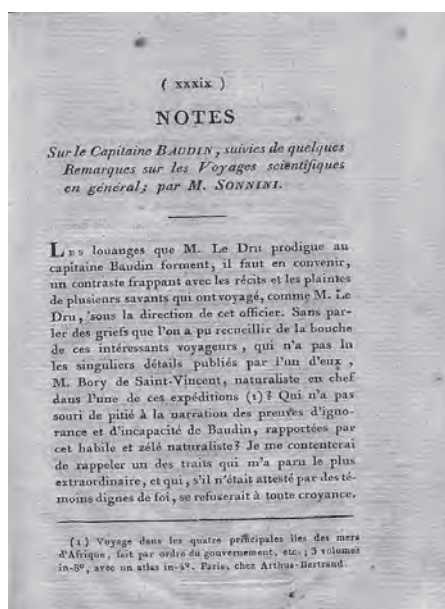 ( xxxix )
NOTES
Sur le Capitaine BAUDIN, suivies de quelques
Remarques sur les Voyages scientifiques
en général; par M. SONNINI.
LES louanges que M. Le Dru prodigue au
capitaine Baudin forment, il faut en convenir,
un contraste frappant avec les récits et les plaintes
de plusieurs savants qui ont voyagé, comme M. Le
Dru, sous la direction de cet officier. Sans par-
ler des griefs que l'on a pu recueillir de la bouche
de ces intéressants voyageurs, qui n'a pas lu
les singuliers détails publiés par l'un d'eux,
M. Bory de Saint-Vincent, naturaliste en chef
dans l'une de ces expéditions (1)? Qui n'a pas
souri de pitié à la narration des preuves d'igno-
rance et d'incapacité de Baudin, rapportées par
cet habile et zélé naturaliste? Je me contenterai
de rappeler un des traits qui m'a paru le plus
extraordinaire, et qui, s'il n'était attesté par des té-
moins dignes de foi, se refuserait à toute croyance.
(1) Voyage dans les quatre principales îles des mers
d'Afrique, fait par ordre du gouvernement, etc.; 3 volumes
in-8º, avec un atlas in-4º. Paris, chez Arthus-Bertrand.